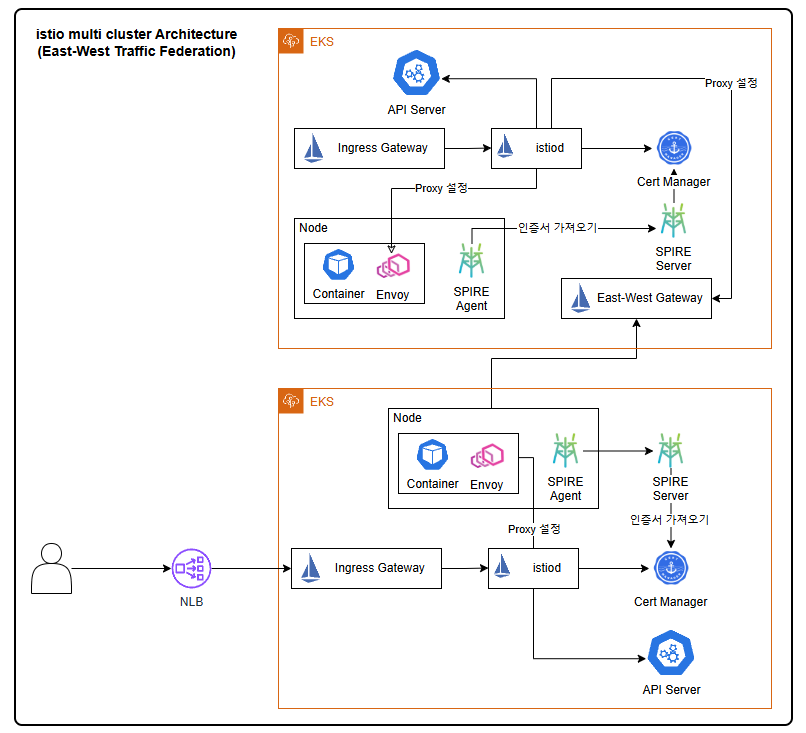 istio multi cluster Architecture
(East-West Traffic Federation)
EKS
API Server
Proxy 설정
Ingress Gateway
istiod
Cert Manager
Proxy 설정
Node
Container
Envoy
SPIRE
Agent
인증서 가져오기
SPIRE
Server
East-West Gateway
EKS
Node
Container
Envoy
SPIRE
Agent
SPIRE
Server
인증서 가져오기
Proxy 설정
NLB
Ingress Gateway
istiod
Cert Manager
API Server